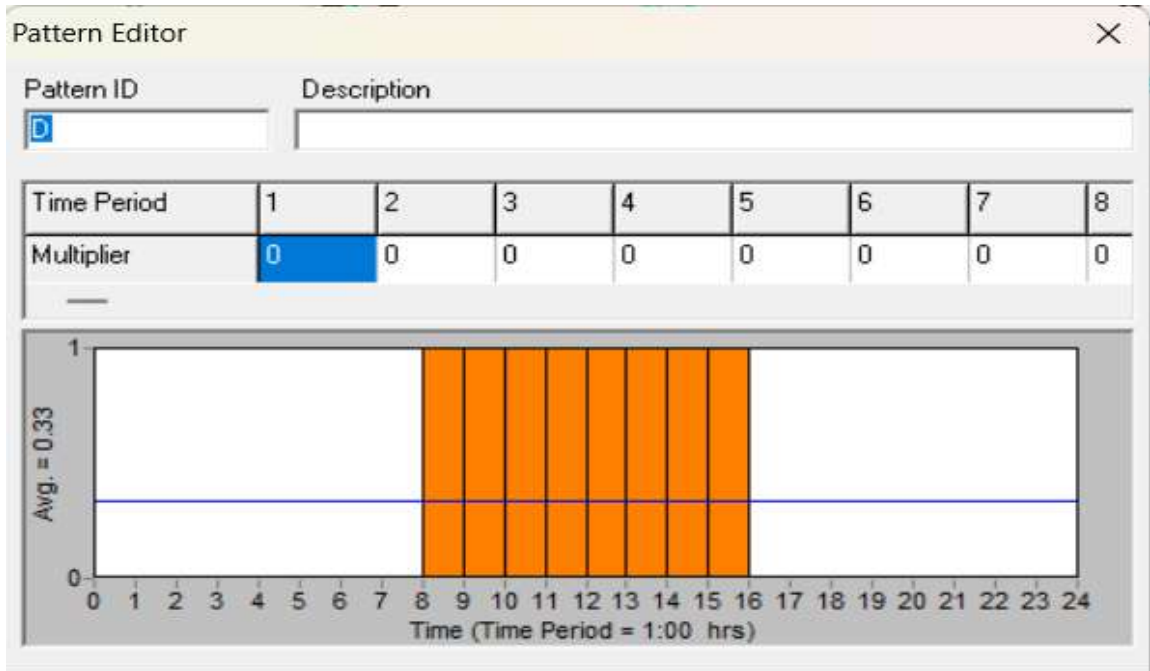 Pattern Editor
Pattern ID Description
D
Time Period 1 2 3 4 5 6 7 8
Multiplier 0 0 0 0 0 0 0 0
1
Avg. = 0.33
0
0 1 2 3 4 5 6 7 8 9 10 11 12 13 14 15 16 17 18 19 20 21 22 23 24
Time (Time Period = 1:00 hrs)